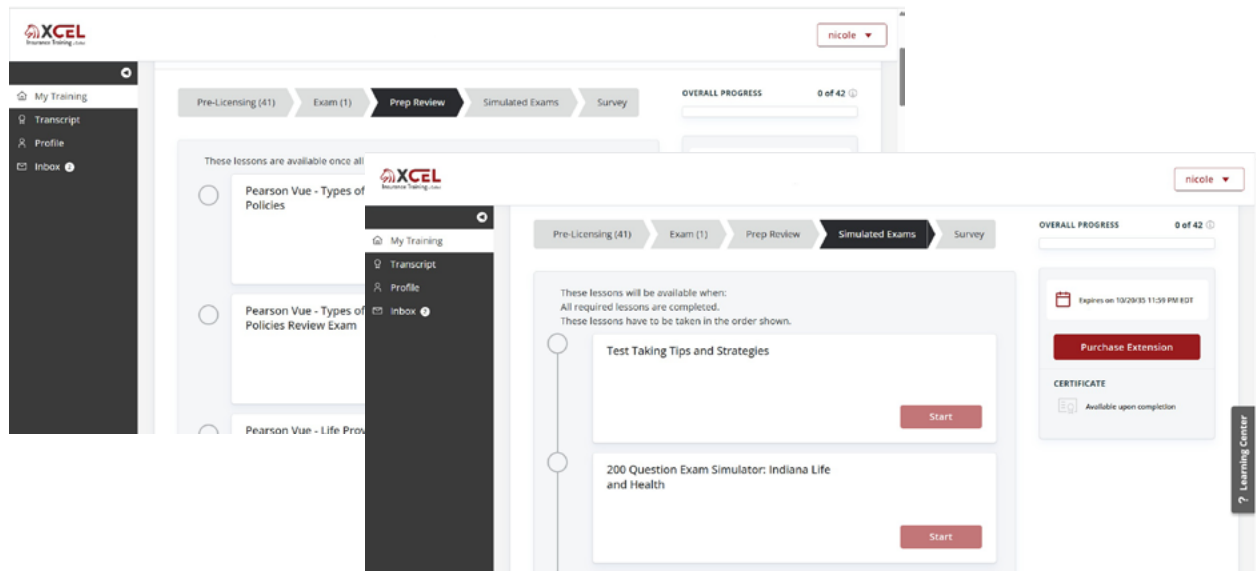 XCEL
Insurance Training.com
nicole
My Training
Transcript
Profile
Inbox 2
Pre-Licensing (41)
Exam (1)
Prep Review
Simulated Exams
Survey
OVERALL PROGRESS
0 of 42
These lessons are available once all
Pearson Vue - Types of
Policies
Pearson Vue - Types of
Policies Review Exam
Pearson Vue - Life Prov
XCEL
Insurance Training.com
nicole
My Training
Transcript
Profile
Inbox 2
Pre-Licensing (41)
Exam (1)
Prep Review
Simulated Exams
Survey
OVERALL PROGRESS
0 of 42
These lessons will be available when:
All required lessons are completed.
These lessons have to be taken in the order shown.
Test Taking Tips and Strategies
Start
200 Question Exam Simulator: Indiana Life
and Health
Start
Expires on 10/20/35 11:59 PM EDT
Purchase Extension
CERTIFICATE
Available upon completion
? Learning Center